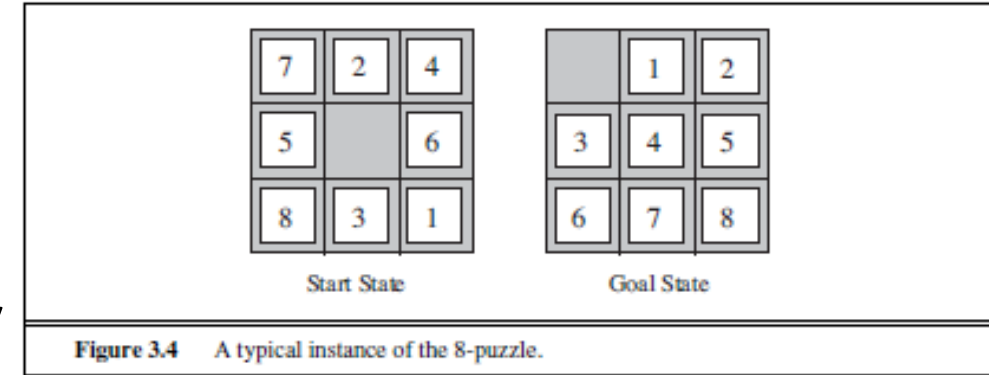 7 2 4 1 2
5 6 3 4 5
8 3 1 6 7 8
Start State Goal State
Figure 3.4 A typical instance of the 8-puzzle.